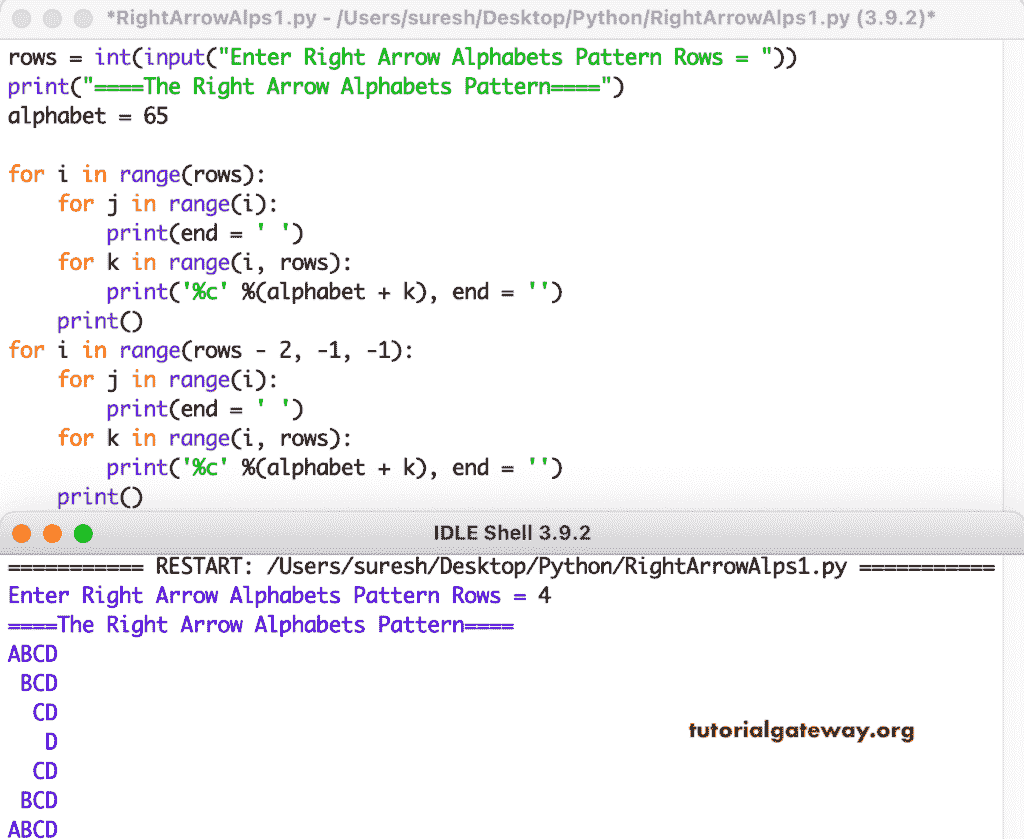 *RightArrowAlps1.py - /Users/suresh/Desktop/Python/RightArrowAlps1.py (3.9.2)*
rows = int(input("Enter Right Arrow Alphabets Pattern Rows = "))
print("====The Right Arrow Alphabets Pattern====")
alphabet = 65

for i in range(rows):
    for j in range(i):
        print(end = ' ')
    for k in range(i, rows):
        print('%c' %(alphabet + k), end = '')
    print()
for i in range(rows - 2, -1, -1):
    for j in range(i):
        print(end = ' ')
    for k in range(i, rows):
        print('%c' %(alphabet + k), end = '')
    print()
IDLE Shell 3.9.2
=========== RESTART: /Users/suresh/Desktop/Python/RightArrowAlps1.py ===========
Enter Right Arrow Alphabets Pattern Rows = 4
====The Right Arrow Alphabets Pattern====
ABCD
 BCD
  CD
   D
  CD
 BCD
ABCD
tutorialgateway.org